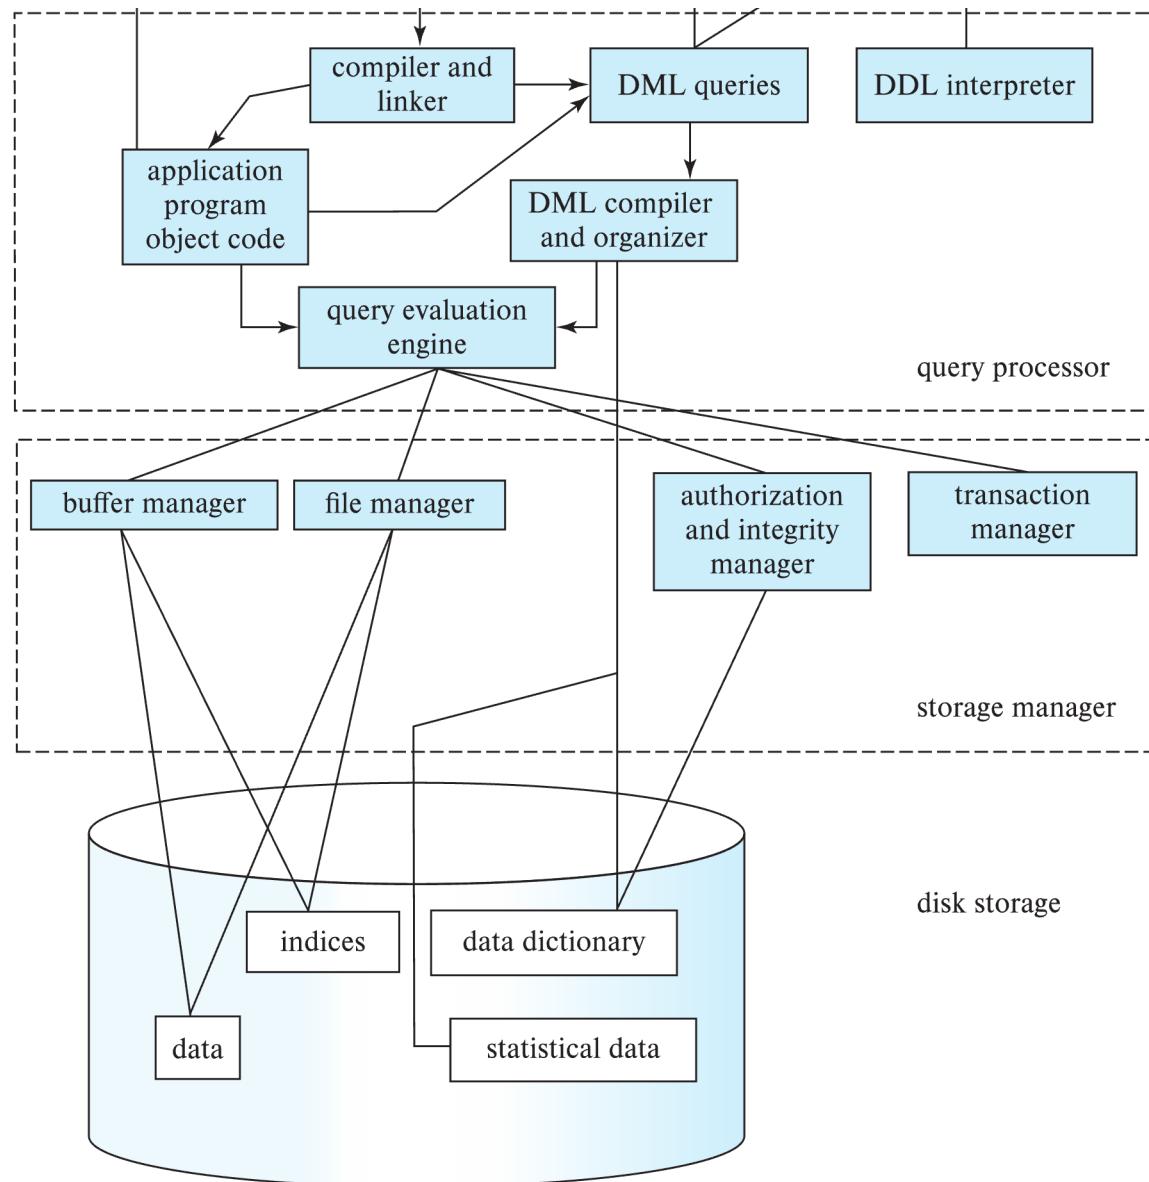 compiler and
linker
DML queries
DDL interpreter
application
program
object code
DML compiler
and organizer
query evaluation
engine
query processor
buffer manager
file manager
authorization
and integrity
manager
transaction
manager
storage manager
disk storage
indices
data dictionary
data
statistical data